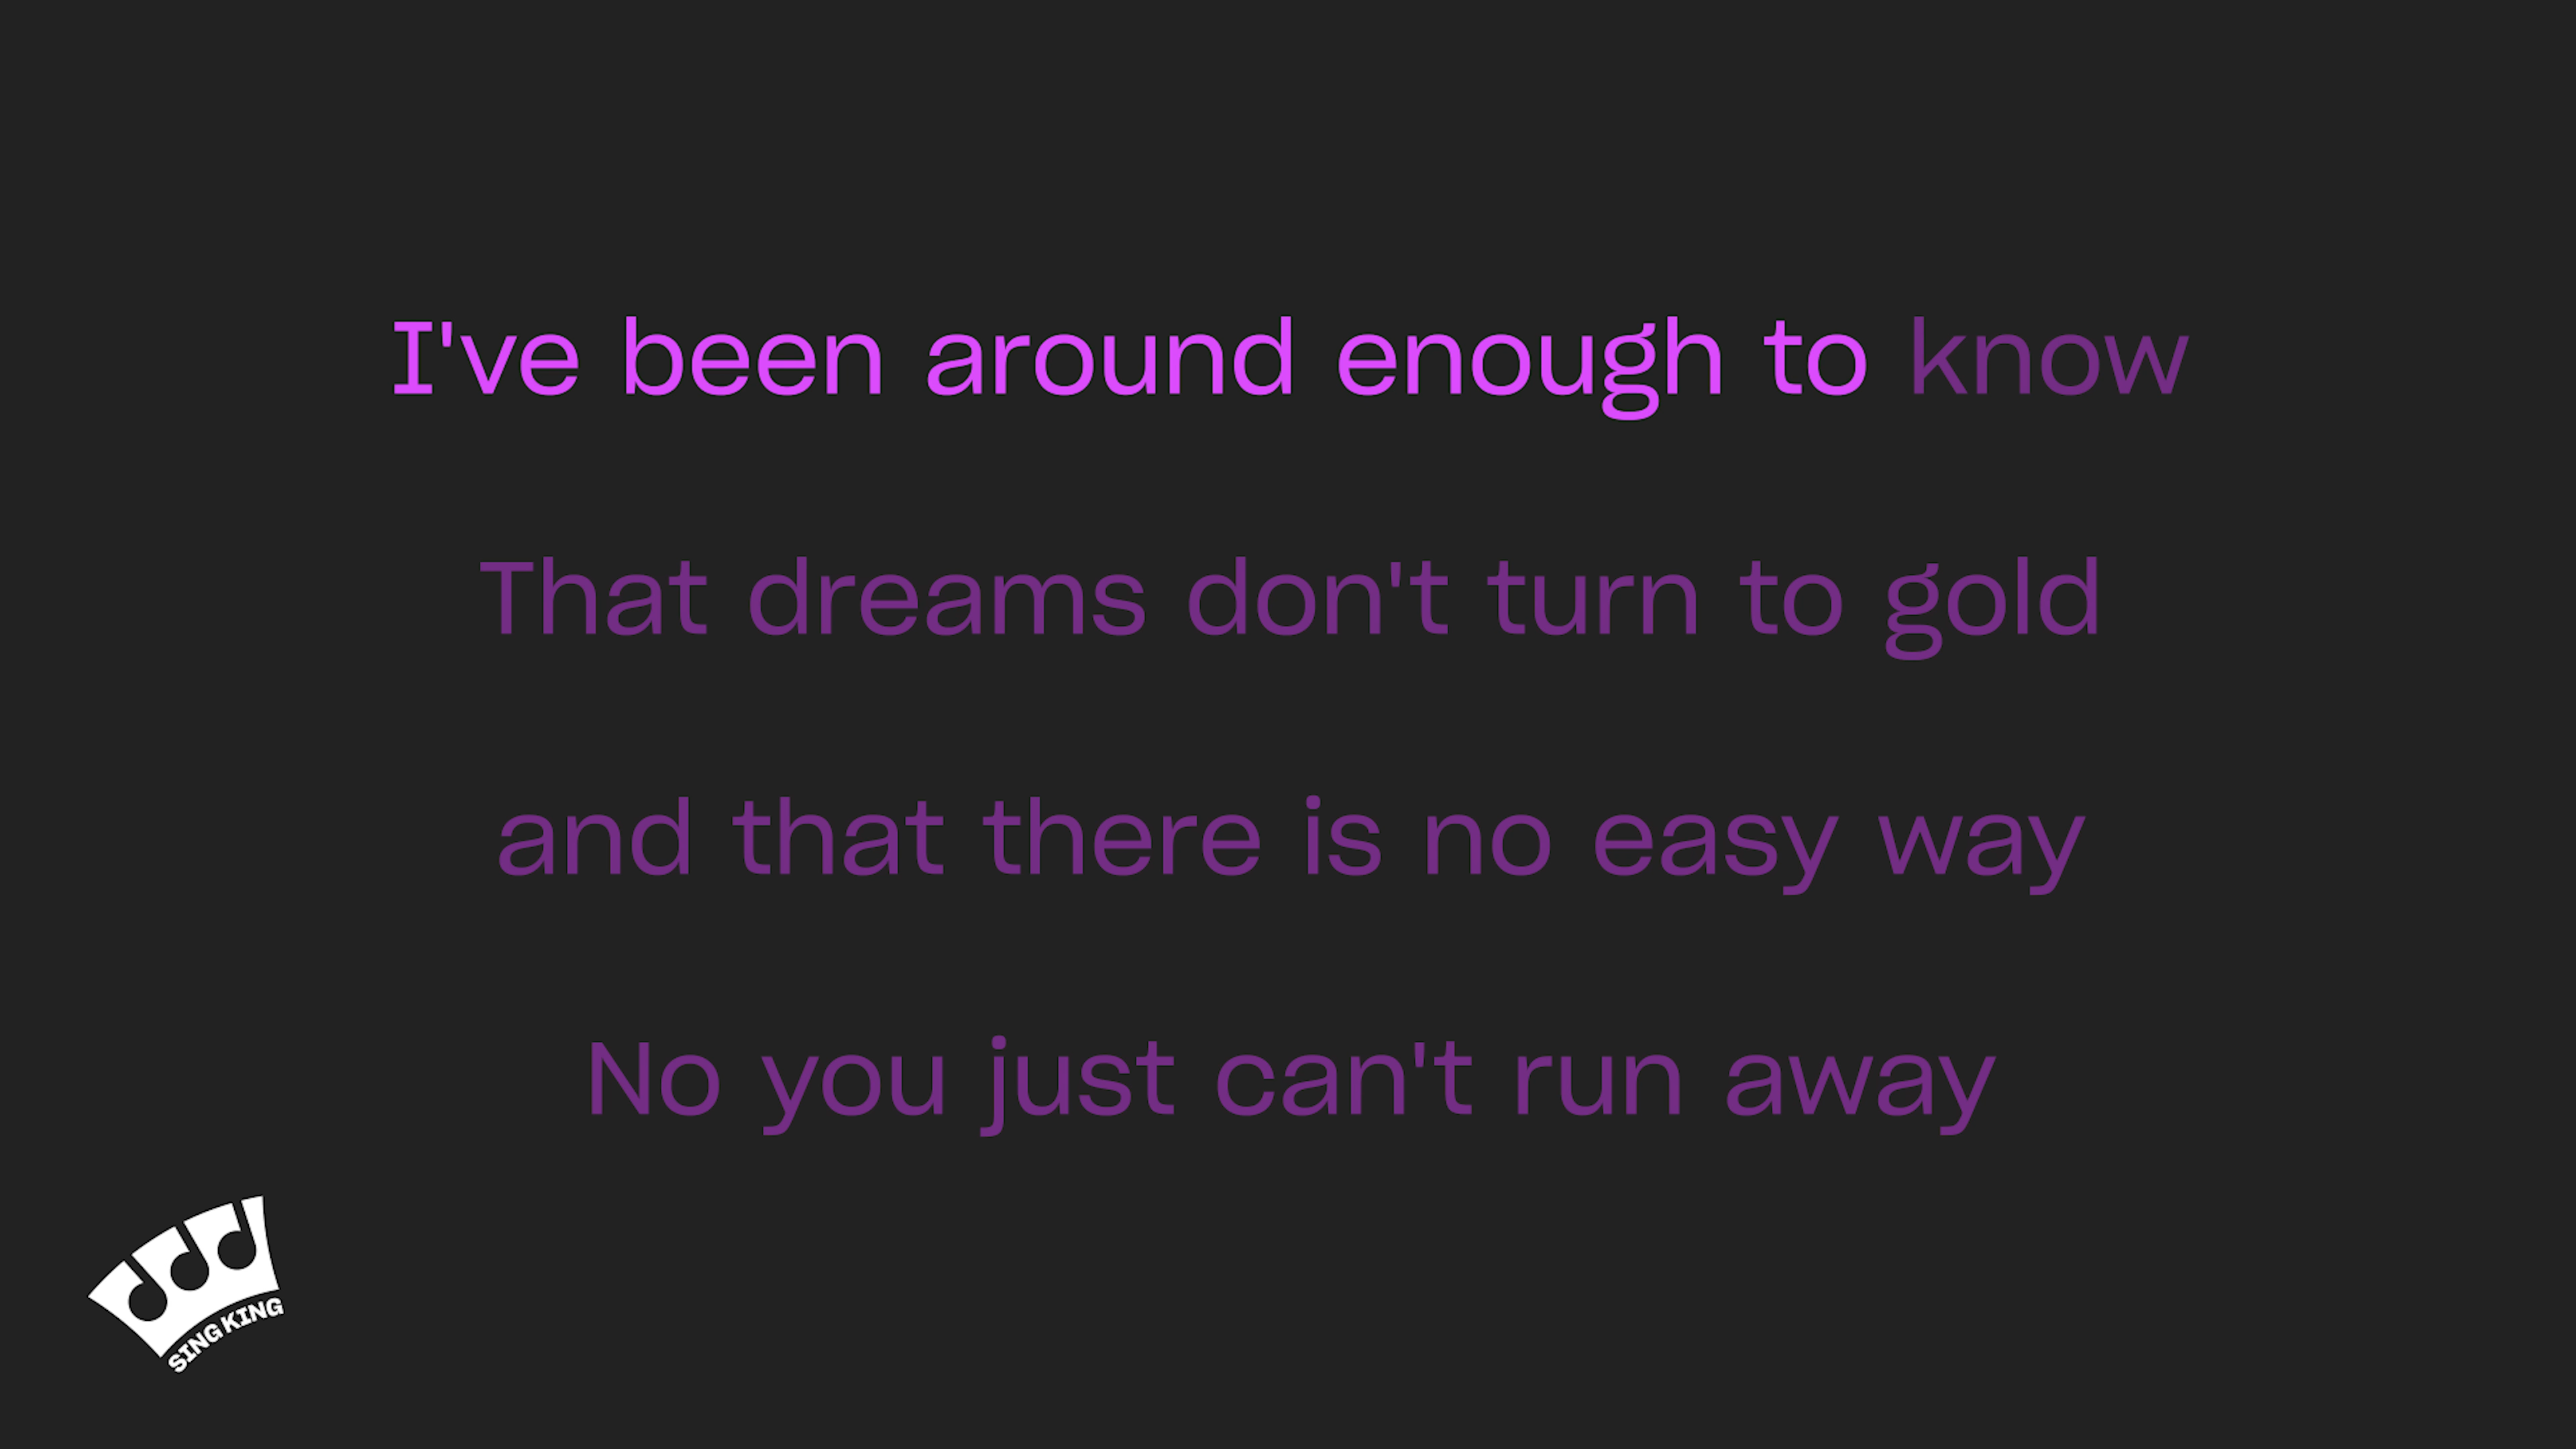 I've been around enough to know
That dreams don't turn to gold
and that there is no easy way
No you just can't run away
SING KING